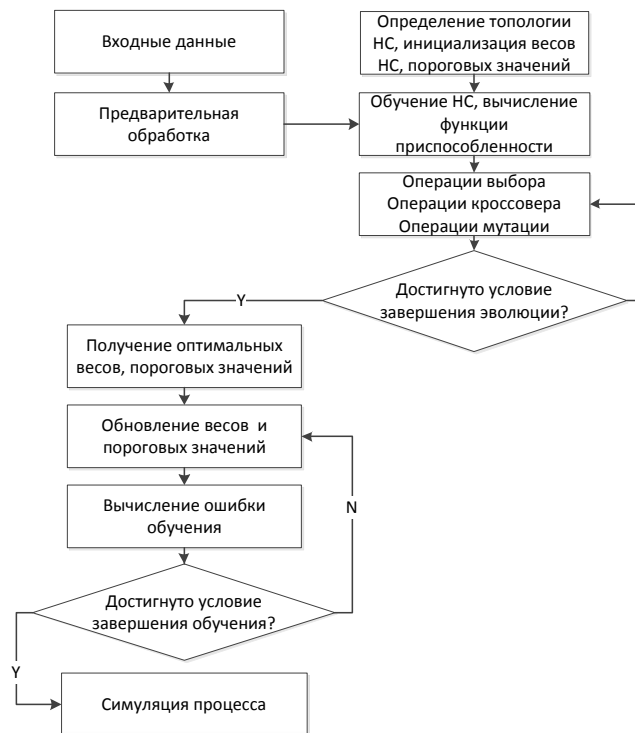 Входные данные
Определение топологии
НС, инициализация весов
НС, пороговых значений
Предварительная
обработка
Обучение НС, вычисление
функции
приспособленности
Операции выбора
Операции кроссовера
Операции мутации
Достигнуто условие
завершения эволюции?
Y
Получение оптимальных
весов, пороговых значений
Обновление весов и
пороговых значений
Вычисление ошибки
обучения
N
Достигнуто условие
завершения обучения?
Y
Симуляция процесса